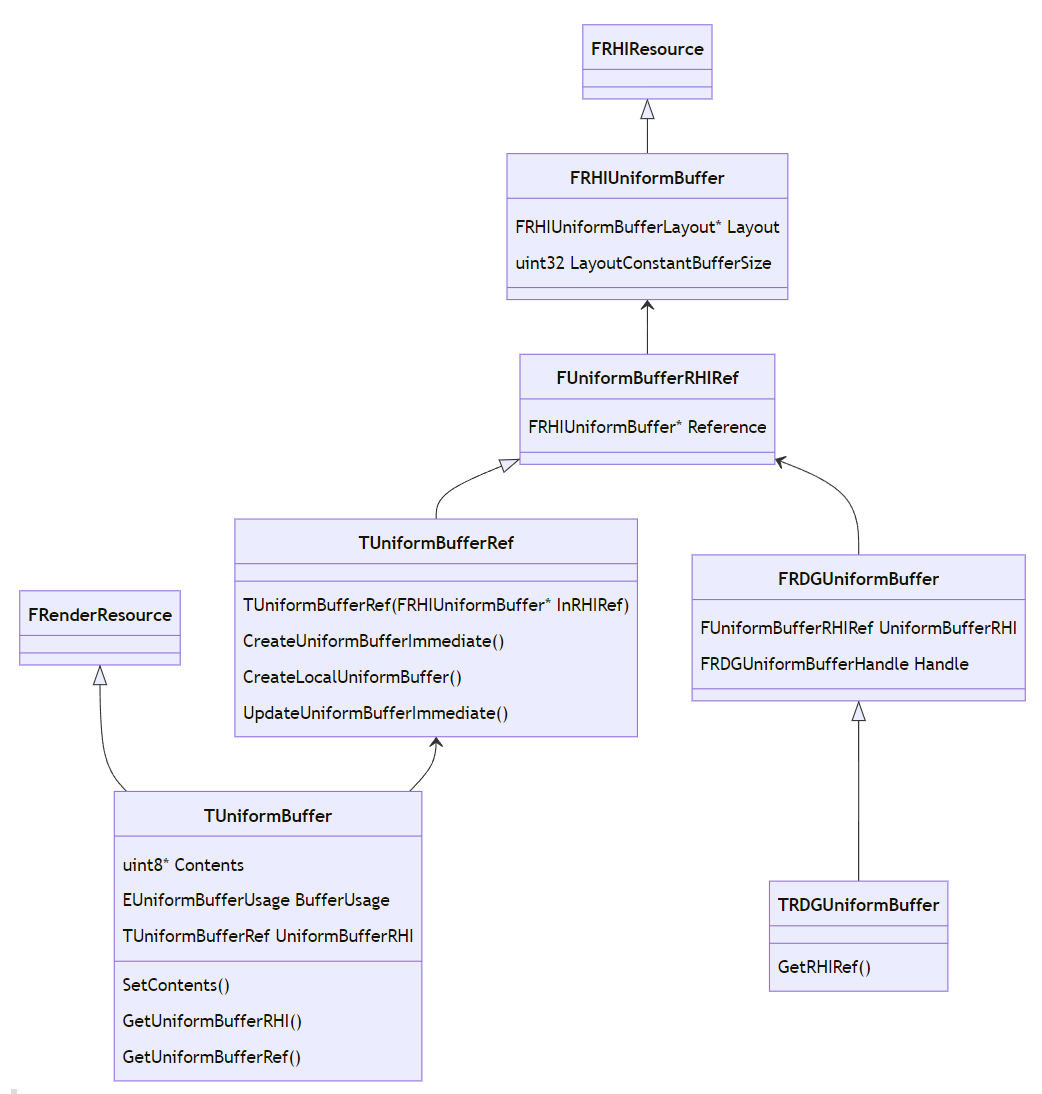 FRHIResource
FRHIUniformBuffer
FRHIUniformBufferLayout* Layout
uint32 LayoutConstantBufferSize
FUniformBufferRHIRef
FRHIUniformBuffer* Reference
TUniformBufferRef
TUniformBufferRef(FRHIUniformBuffer* InRHIRef)
CreateUniformBufferImmediate()
CreateLocalUniformBuffer()
UpdateUniformBufferImmediate()
FRDGUniformBuffer
FUniformBufferRHIRef UniformBufferRHI
FRDGUniformBufferHandle Handle
FRenderResource
TUniformBuffer
uint8* Contents
EUniformBufferUsage BufferUsage
TUniformBufferRef UniformBufferRHI
SetContents()
GetUniformBufferRHI()
GetUniformBufferRef()
TRDGUniformBuffer
GetRHIRef()